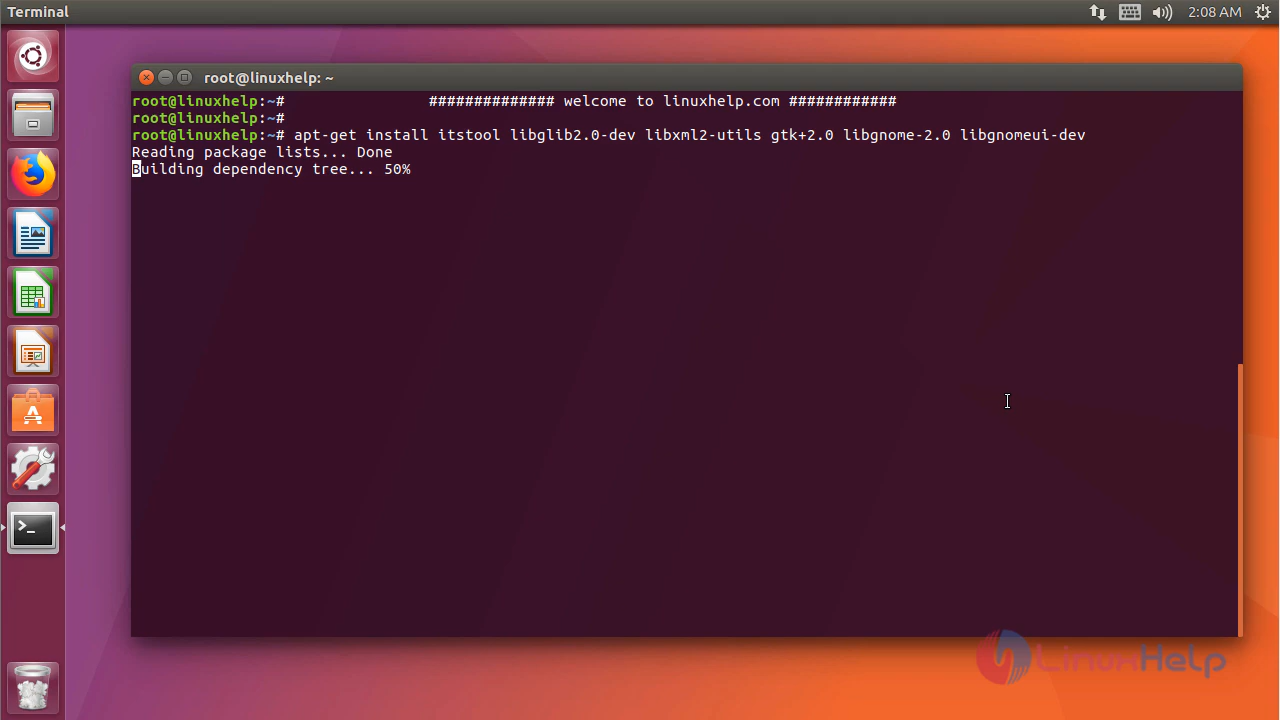 Terminal
2:08 AM
root@linuxhelp: ~
root@linuxhelp:~# ############## welcome to linuxhelp.com ############
root@linuxhelp:~#
root@linuxhelp:~# apt-get install itstool libglib2.0-dev libxml2-utils gtk+2.0 libgnome-2.0 libgnomeui-dev
Reading package lists... Done
Building dependency tree... 50%
LinuxHelp